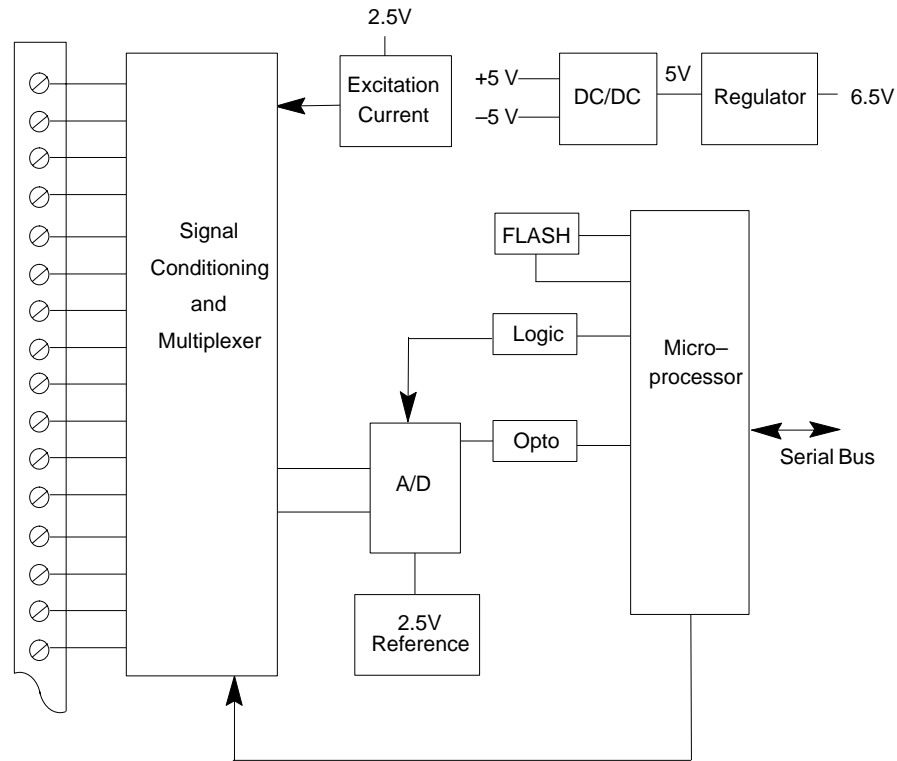 2.5V
Excitation
Current
+5 V
–5 V
DC/DC
5V
Regulator
6.5V
Signal
Conditioning
and
Multiplexer
FLASH
Logic
Micro–
processor
Opto
A/D
Serial Bus
2.5V
Reference